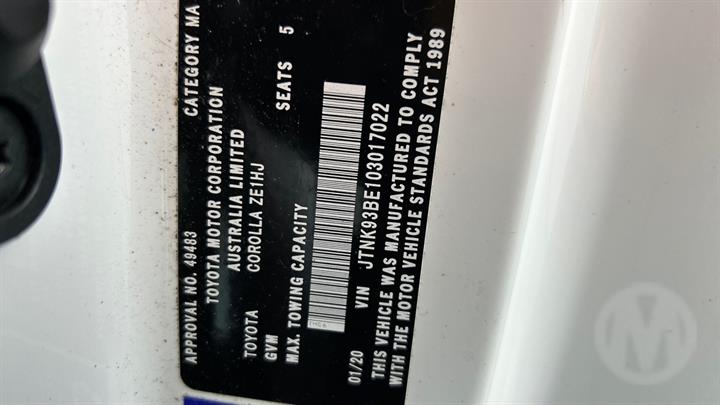 APPROVAL NO. 49483 CATEGORY MA
TOYOTA MOTOR CORPORATION
AUSTRALIA LIMITED
TOYOTA COROLLA ZE1HJ
GVM SEATS 5
MAX. TOWING CAPACITY
01/20 VIN JTNK93BE103017022
THIS VEHICLE WAS MANUFACTURED TO COMPLY
WITH THE MOTOR VEHICLE STANDARDS ACT 1989
M